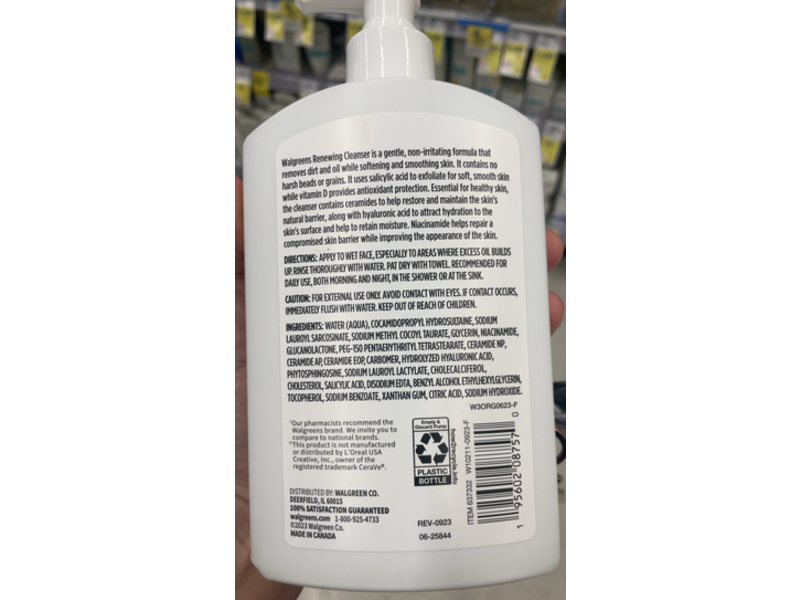 Walgreens Renewing Cleanser is a gentle, non-irritating formula that
removes dirt and oil while softening and smoothing skin. It contains no
harsh beads or grains. It uses salicylic acid to exfoliate for soft, smooth skin
while vitamin D provides antioxidant protection. Essential for healthy skin,
the cleanser contains ceramides to help restore and maintain the skin's
natural barrier, along with hyaluronic acid to attract hydration to the
skin's surface and help to retain moisture. Niacinamide helps repair a
compromised skin barrier while improving the appearance of the skin.
DIRECTIONS: APPLY TO WET FACE, ESPECIALLY TO AREAS WHERE EXCESS OIL BUILDS
UP. RINSE THOROUGHLY WITH WATER. PAT DRY WITH TOWEL. RECOMMENDED FOR
DAILY USE, BOTH MORNING AND NIGHT, IN THE SHOWER OR AT THE SINK.
CAUTION: FOR EXTERNAL USE ONLY. AVOID CONTACT WITH EYES. IF CONTACT OCCURS,
IMMEDIATELY FLUSH WITH WATER. KEEP OUT OF REACH OF CHILDREN.
INGREDIENTS: WATER (AQUA), COCAMIDOPROPYL HYDROSULTAINE, SODIUM
LAUROYL SARCOSINATE, SODIUM METHYL COCOYL TAURATE, GLYCERIN, NIACINAMIDE,
GLUCANOLACTONE, PEG-150 PENTAERYTHRITYL TETRASTEARATE, CERAMIDE NP,
CERAMIDE AP, CERAMIDE EOP, CARBOMER, HYDROLYZED HYALURONIC ACID,
PHYTOSPHINGOSINE, SODIUM LAUROYL LACTYLATE, CHOLECALCIFEROL,
CHOLESTEROL, SALICYLIC ACID, DISODIUM EDTA, BENZYL ALCOHOL ETHYLHEXYLGLYCERIN,
TOCOPHEROL, SODIUM BENZOATE, XANTHAN GUM, CITRIC ACID, SODIUM HYDROXIDE.
W3ORG0623-F
†Our pharmacists recommend the
Walgreens brand. We invite you to
compare to national brands.
††This product is not manufactured
or distributed by L'Oreal USA
Creative, Inc., owner of the
registered trademark CeraVe®.
DISTRIBUTED BY: WALGREEN CO.
DEERFIELD, IL 60015
100% SATISFACTION GUARANTEED
walgreens.com 1-800-925-4733
©2023 Walgreen Co.
MADE IN CANADA
Empty &
Discard Pump
PLASTIC
BOTTLE
how2recycle.info
REV-0923
06-25844
ITEM 637332 W10211-0923-F
1 95602 08757 0